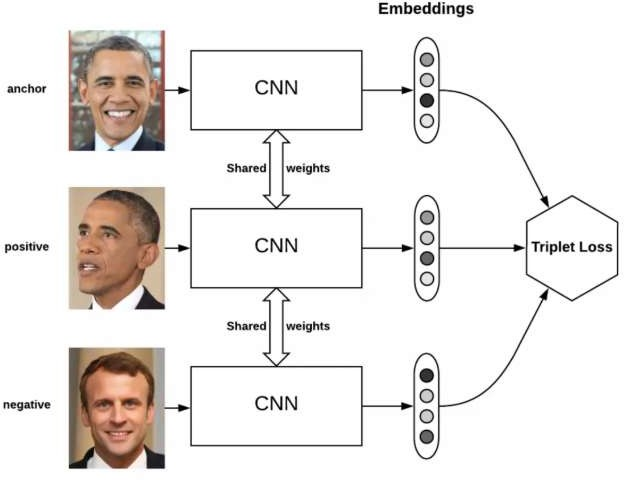 Embeddings
anchor
CNN
Shared weights
positive
CNN
Triplet Loss
Shared weights
negative
CNN